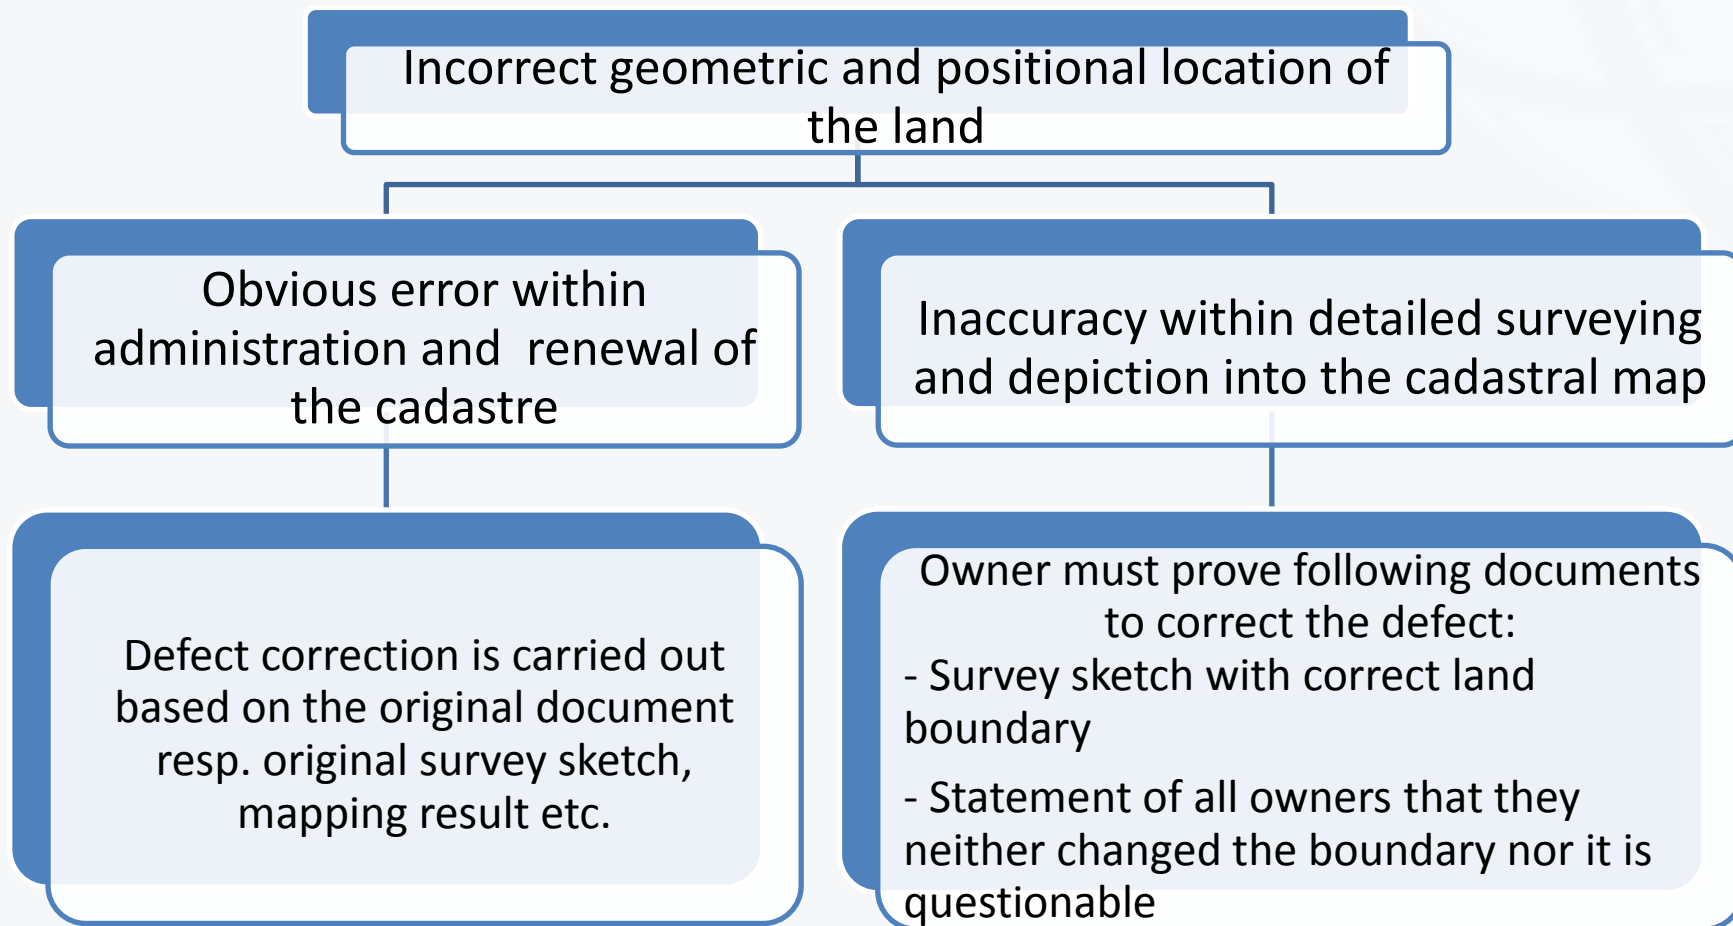 Incorrect geometric and positional location of
the land
Obvious error within
administration and  renewal of
the cadastre
Inaccuracy within detailed surveying
and depiction into the cadastral map
Defect correction is carried out
based on the original document
resp. original survey sketch,
mapping result etc.
Owner must prove following documents
to correct the defect:
- Survey sketch with correct land
boundary
- Statement of all owners that they
neither changed the boundary nor it is
questionable